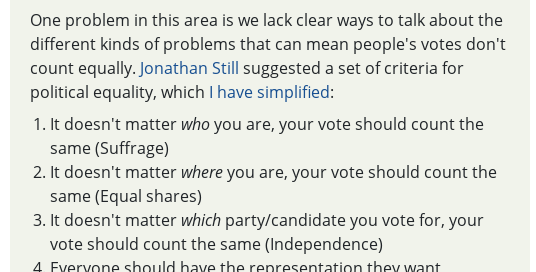 One problem in this area is we lack clear ways to talk about the
different kinds of problems that can mean people's votes don't
count equally. Jonathan Still suggested a set of criteria for
political equality, which I have simplified:
1. It doesn't matter who you are, your vote should count the
same (Suffrage)
2. It doesn't matter where you are, your vote should count the
same (Equal shares)
3. It doesn't matter which party/candidate you vote for, your
vote should count the same (Independence)
4. Everyone should have the representation they want